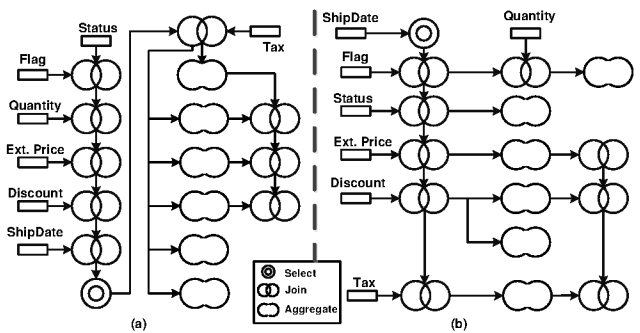 Status
Flag
Tax
Quantity
Ext. Price
Discount
ShipDate
(a)
ShipDate
Quantity
Flag
Status
Ext. Price
Discount
Tax
(b)
Select
Join
Aggregate